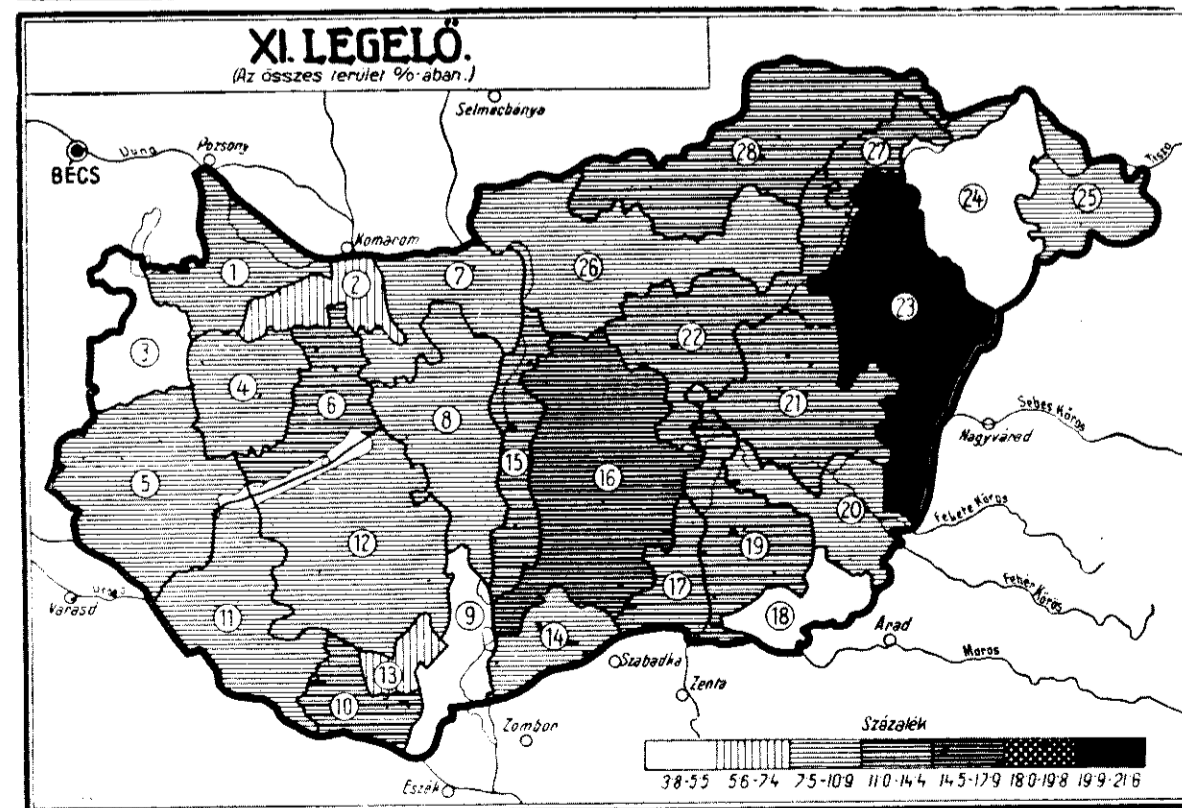 XI. LEGELŐ.
(Az összes terület %-ában.)
Selmecbánya
BÉCS
Duna
Pozsony
Komárom
Tisza
28
27
24
25
1
2
7
26
3
23
22
4
6
8
21
Sebes Körös
Nagyvárad
5
15
16
20
Fekete Körös
12
19
Fehér Körös
Varasd
Dráva
11
9
17
18
14
Arad
Maros
Szabadka
13
10
Zenta
Zombor
Eszék
Százalék
3·8-5·5 5·6-7·4 7·5-10·9 11·0-14·4 14·5-17·9 18·0-19·8 19·9-21·6